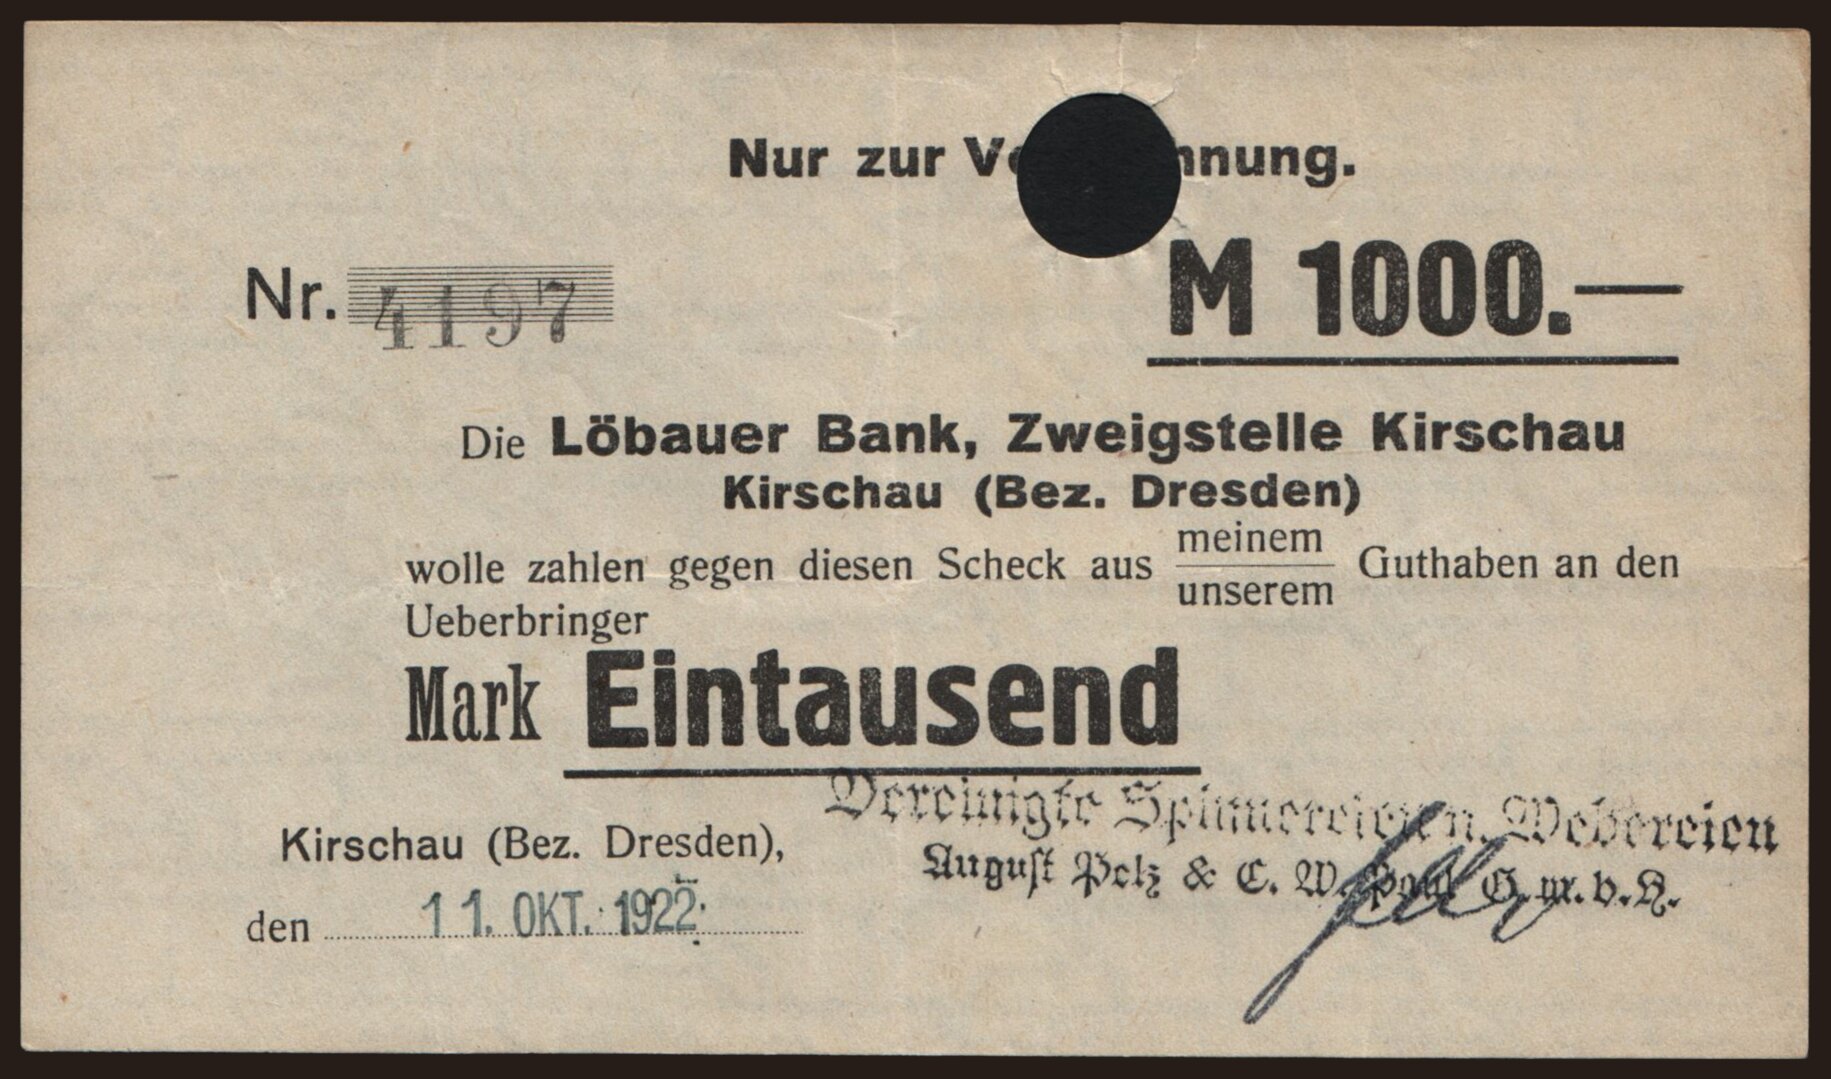 Nur zur
Nr. 4197
M 1000.—
Die Löbauer Bank, Zweigstelle Kirschau
Kirschau (Bez. Dresden)
wolle zahlen gegen diesen Scheck aus meinem Guthaben an den
unserem
Ueberbringer
Mark Eintausend
Vereinigte Spinnereien u. Webereien
Kirschau (Bez. Dresden),
August Pelz & C. W. Paul G.m.b.H.
den 11. OKT. 1922